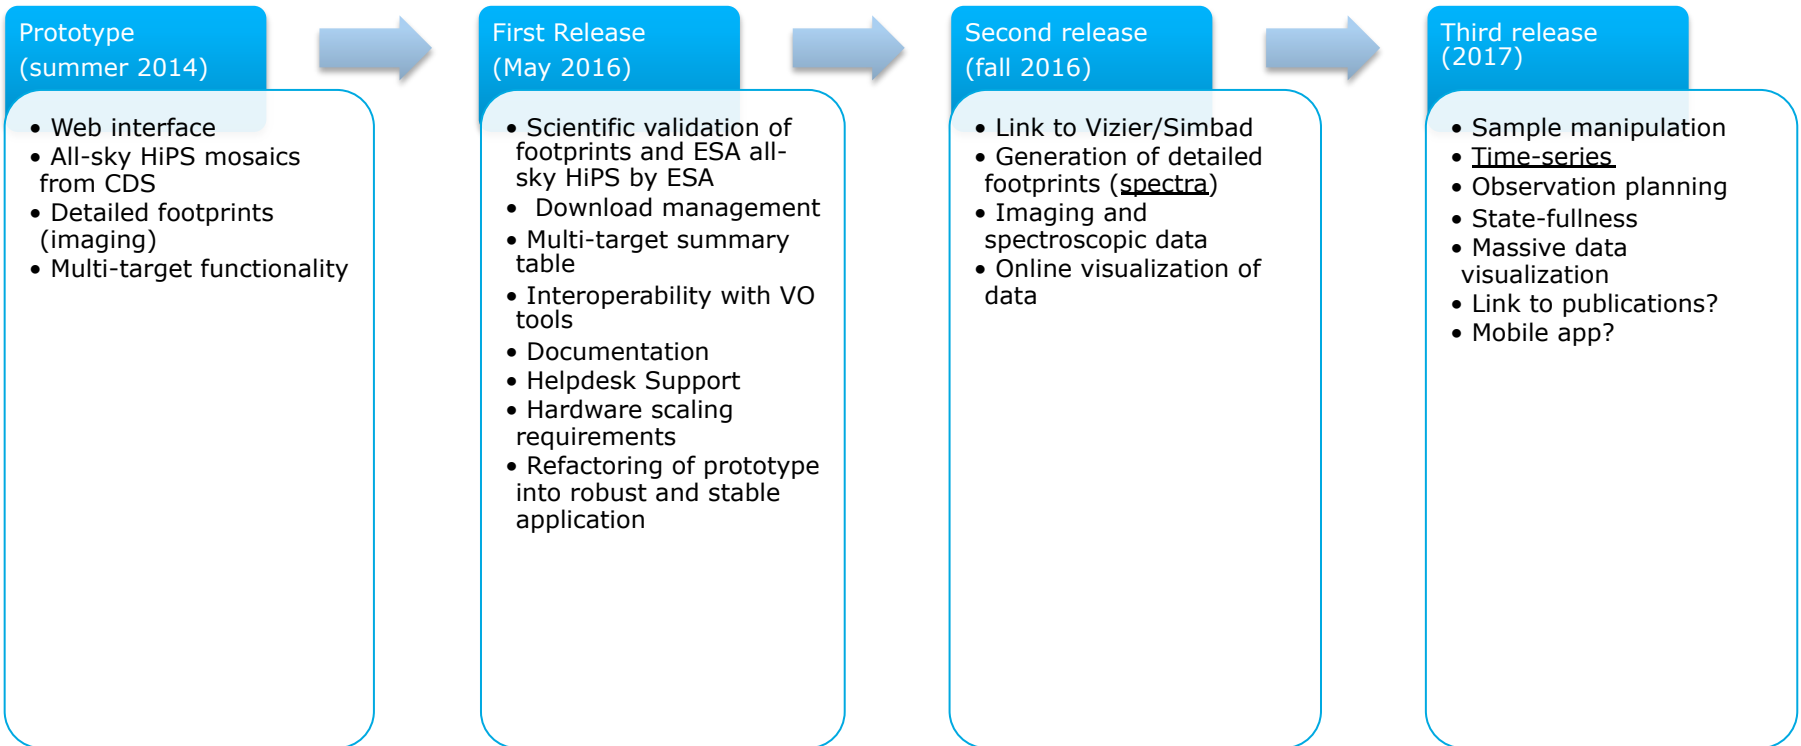 Prototype
(summer 2014)
• Web interface
• All-sky HiPS mosaics
from CDS
• Detailed footprints
(imaging)
• Multi-target functionality
First Release
(May 2016)
• Scientific validation of
footprints and ESA all-
sky HiPS by ESA
• Download management
• Multi-target summary
table
• Interoperability with VO
tools
• Documentation
• Helpdesk Support
• Hardware scaling
requirements
• Refactoring of prototype
into robust and stable
application
Second release
(fall 2016)
• Link to Vizier/Simbad
• Generation of detailed
footprints (spectra)
• Imaging and
spectroscopic data
• Online visualization of
data
Third release
(2017)
• Sample manipulation
• Time-series
• Observation planning
• State-fullness
• Massive data
visualization
• Link to publications?
• Mobile app?